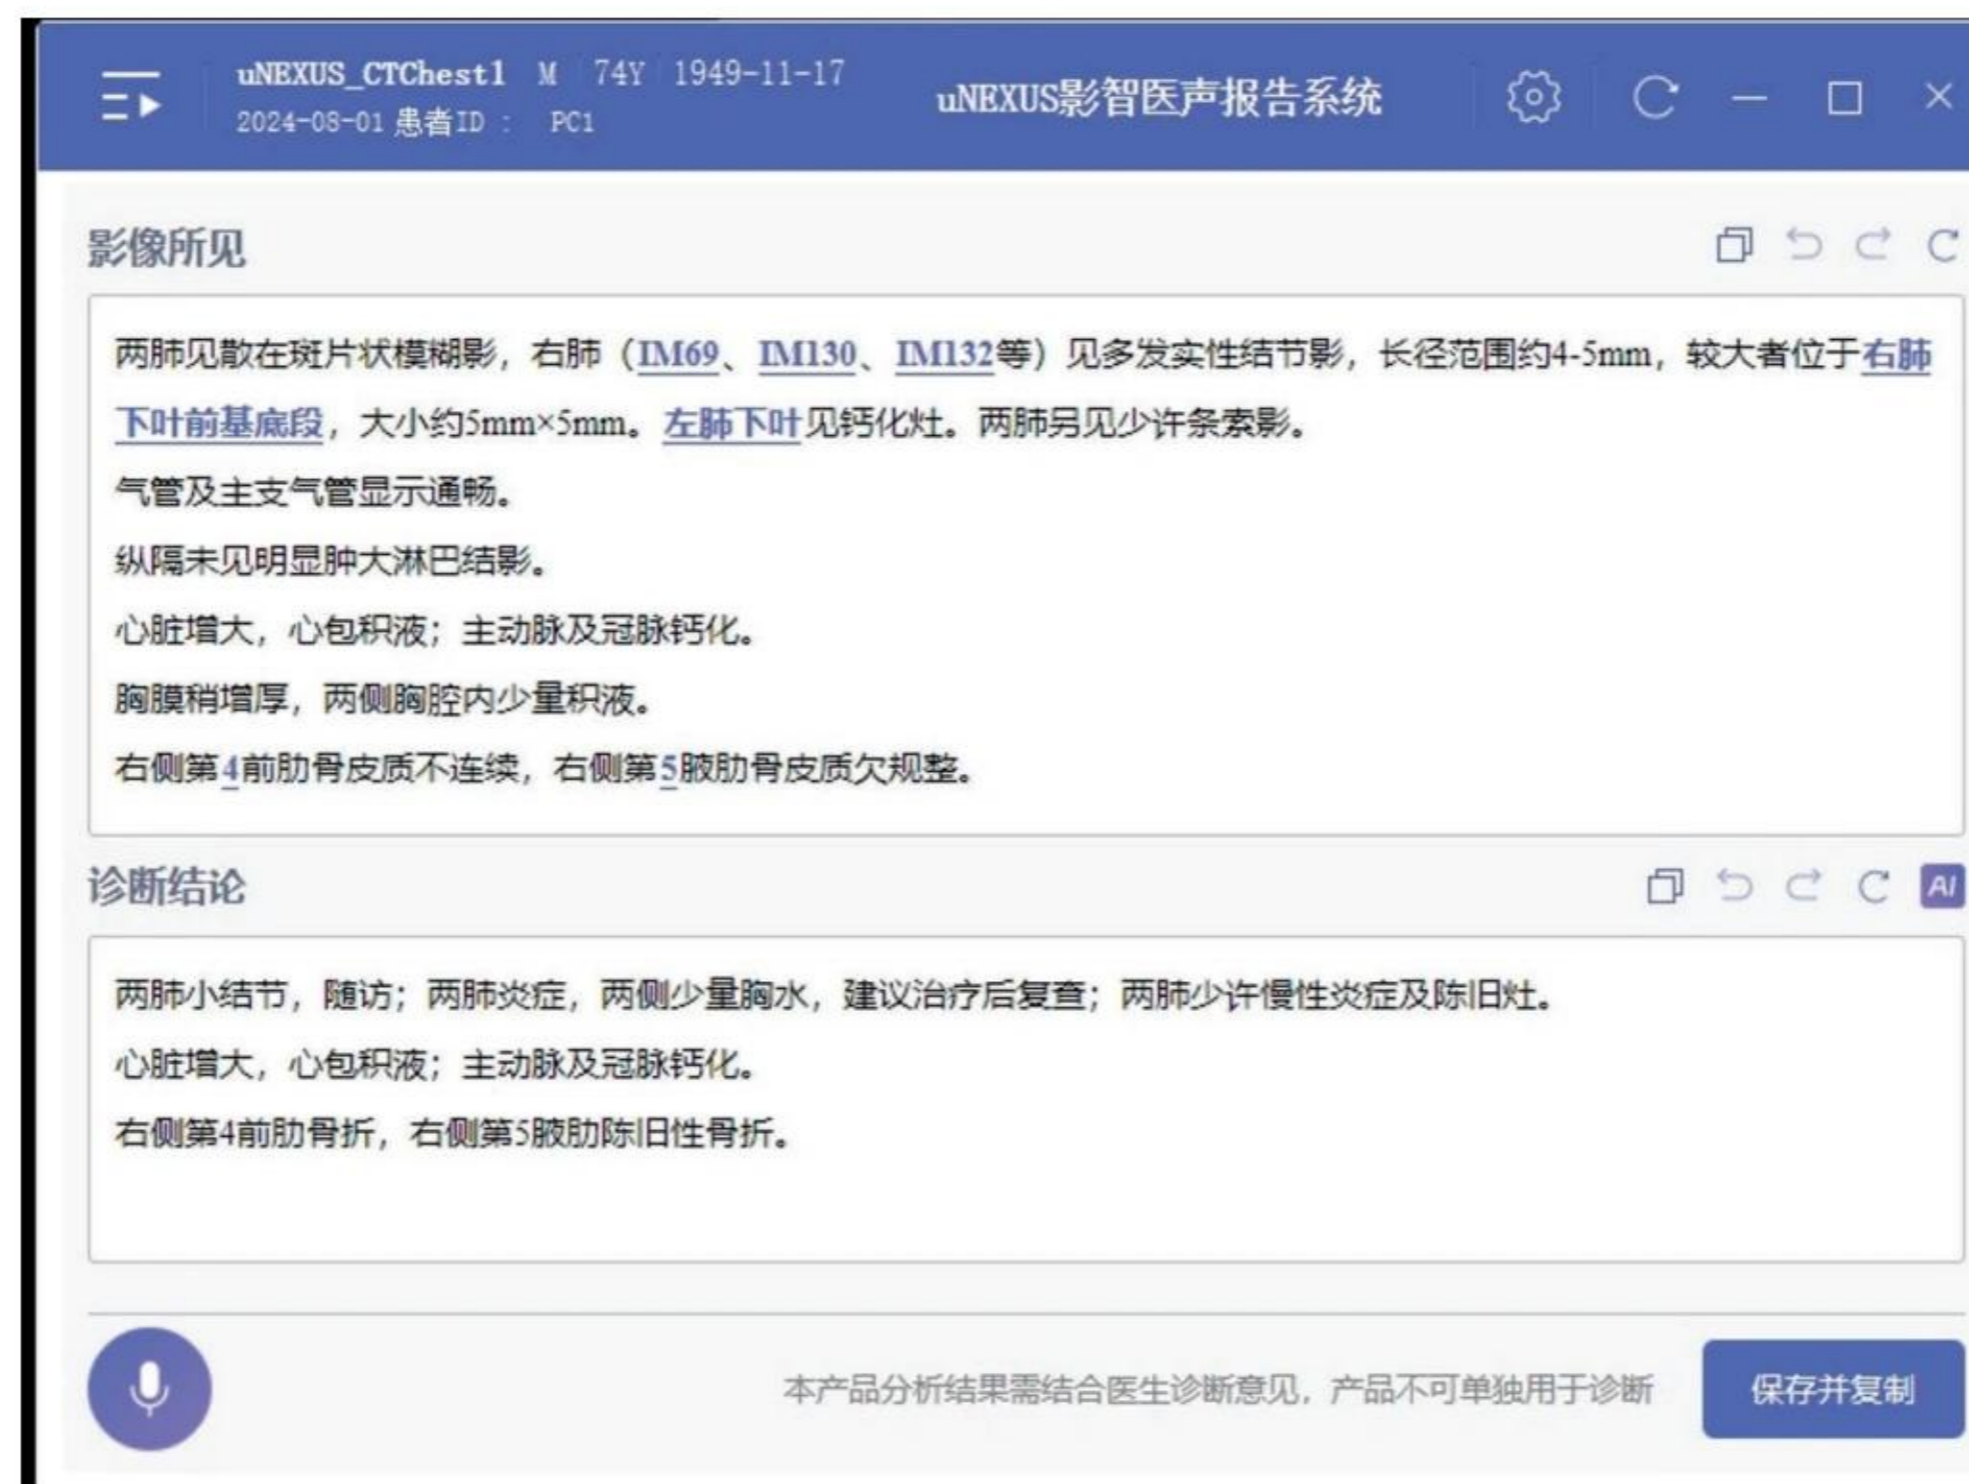 uNEXUS_CTChest1 M 74Y 1949-11-17
2024-08-01 患者ID： PC1
uNEXUS影智医声报告系统
影像所见
两肺见散在斑片状模糊影，右肺（IM69、IM130、IM132等）见多发实性结节影，长径范围约4-5mm，较大者位于右肺
下叶前基底段，大小约5mm×5mm。左肺下叶见钙化灶。两肺另见少许条索影。
气管及主支气管显示通畅。
纵隔未见明显肿大淋巴结影。
心脏增大，心包积液；主动脉及冠脉钙化。
胸膜稍增厚，两侧胸腔内少量积液。
右侧第4前肋骨皮质不连续，右侧第5腋肋骨皮质欠规整。
诊断结论
AI
两肺小结节，随访；两肺炎症，两侧少量胸水，建议治疗后复查；两肺少许慢性炎症及陈旧灶。
心脏增大，心包积液；主动脉及冠脉钙化。
右侧第4前肋骨折，右侧第5腋肋陈旧性骨折。
本产品分析结果需结合医生诊断意见，产品不可单独用于诊断
保存并复制